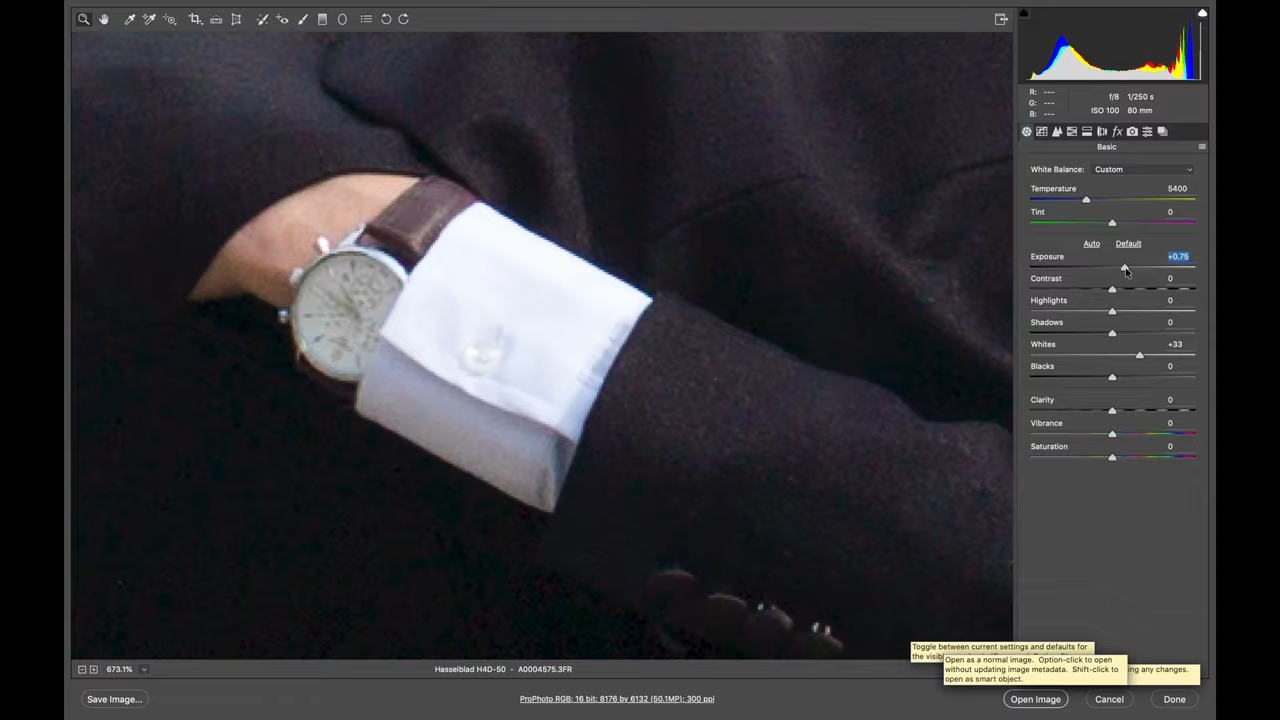 R: ---
G: ---
B: ---
f/8 1/250 s
ISO 100 80 mm
fx
Basic
White Balance: Custom
Temperature 5400
Tint 0
Auto Default
Exposure +0.75
Contrast 0
Highlights 0
Shadows 0
Whites +33
Blacks 0
Clarity 0
Vibrance 0
Saturation 0
Toggle between current settings and defaults for
the visib
Open as a normal image. Option-click to open
without updating image metadata. Shift-click to
open as smart object.
ing any changes.
673.1%
Hasselblad H4D-50 - A0004575.3FR
Save Image...
ProPhoto RGB; 16 bit; 8176 by 6132 (50.1MP); 300 ppi
Open Image
Cancel
Done